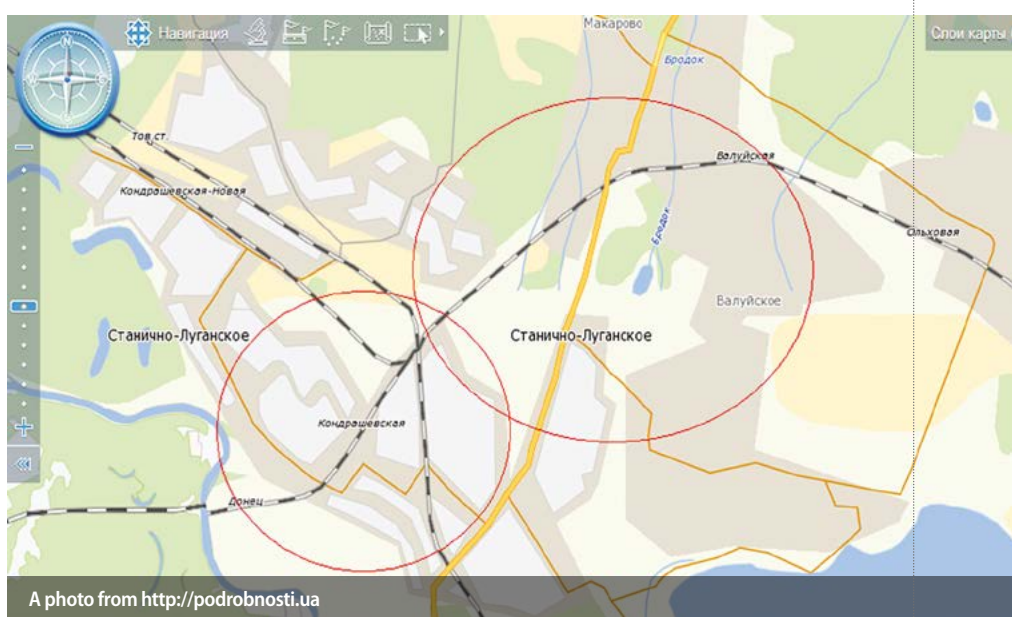 Навигация
Слои карты
Макарово
Бродок
Тов.ст.
Валуйская
Кондрашевская-Новая
Бродок
Ольховая
Валуйское
Станично-Луганское
Станично-Луганское
Кондрашевская
Донец
A photo from http://podrobnosti.ua